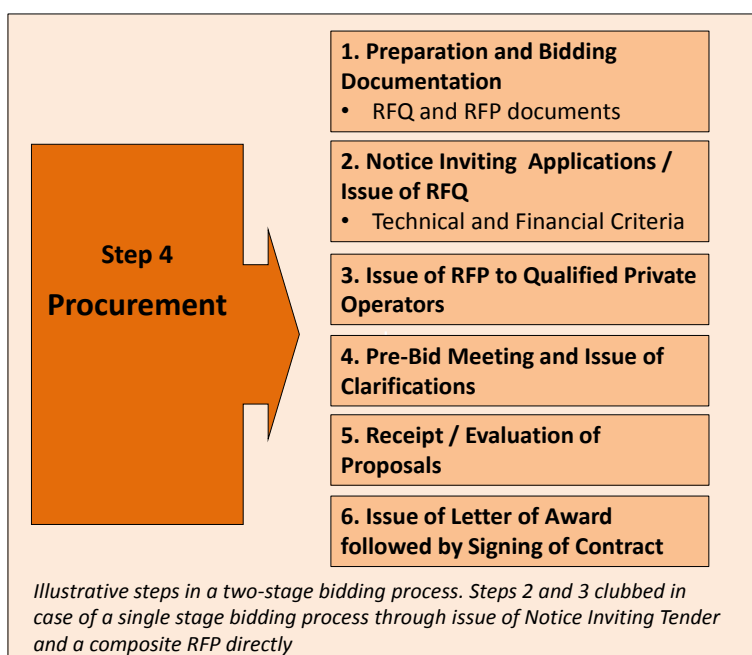 Step 4
Procurement
1. Preparation and Bidding
Documentation
• RFQ and RFP documents
2. Notice Inviting Applications /
Issue of RFQ
• Technical and Financial Criteria
3. Issue of RFP to Qualified Private
Operators
4. Pre-Bid Meeting and Issue of
Clarifications
5. Receipt / Evaluation of
Proposals
6. Issue of Letter of Award
followed by Signing of Contract
Illustrative steps in a two-stage bidding process. Steps 2 and 3 clubbed in
case of a single stage bidding process through issue of Notice Inviting Tender
and a composite RFP directly